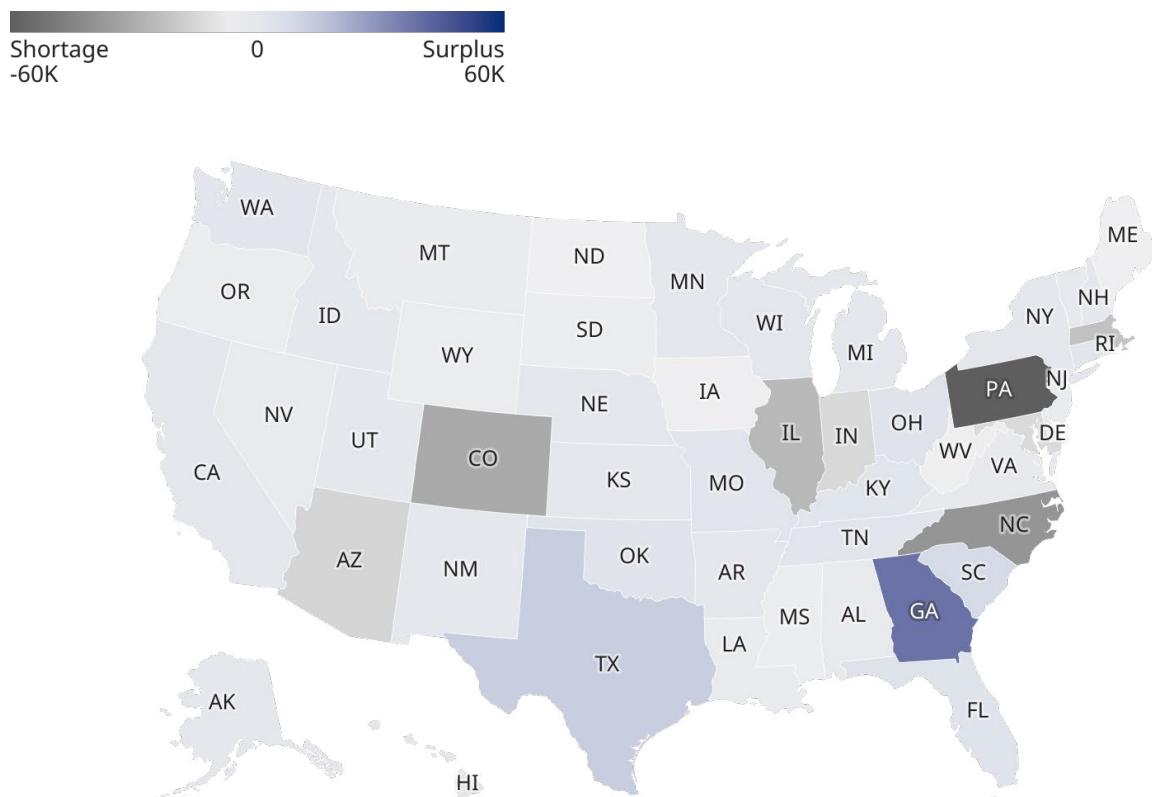 Shortage 0 Surplus
-60K 60K
WA
ME
MT
ND
MN
OR
NH
ID
NY
WI
SD
RI
MI
WY
NJ
PA
IA
NE
NV
OH
DE
IL
IN
UT
WV
CO
VA
CA
KS
MO
KY
NC
TN
AZ
OK
NM
AR
SC
GA
MS
AL
LA
TX
AK
FL
HI